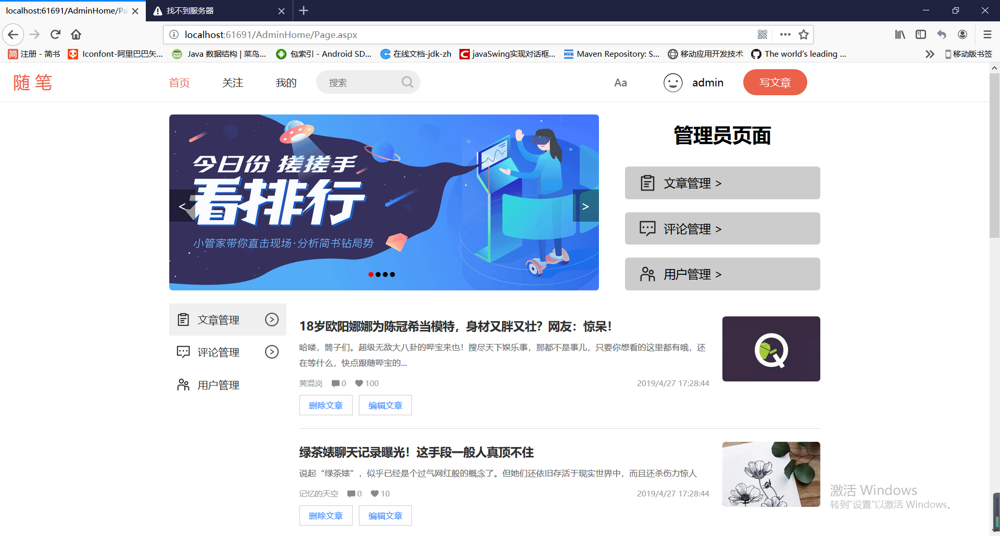 localhost:61691/AdminHome/Pa
找不到服务器
localhost:61691/AdminHome/Page.aspx
注册 - 简书
Iconfont-阿里巴巴矢...
Java 数据结构 | 菜鸟...
包索引 - Android SD...
在线文档-jdk-zh
javaSwing实现对话框...
Maven Repository: S...
移动应用开发技术
The world's leading ...
移动版书签
随 笔
首页
关注
我的
搜索
Aa
admin
写文章
今日份 搓搓手
看排行
小管家带你直击现场·分析简书钻局势
<
>
管理员页面
文章管理 >
评论管理 >
用户管理 >
文章管理
评论管理
用户管理
18岁欧阳娜娜为陈冠希当模特，身材又胖又壮？网友：惊呆！
哈喽，筒子们。超级无敌大八卦的哔宝来也！搜尽天下娱乐事，那都不是事儿，只要你想看的这里都有哦，还
在等什么，快点跟随哔宝的...
黄混岗 0 100 2019/4/27 17:28:44
删除文章 编辑文章
绿茶婊聊天记录曝光！这手段一般人真顶不住
说起“绿茶婊”，似乎已经是个过气网红般的概念了。但她们还依旧存活于现实世界中，而且还杀伤力惊人
记忆的天空 0 10 2019/4/27 17:28:44
删除文章 编辑文章
激活 Windows
转到“设置”以激活 Windows。